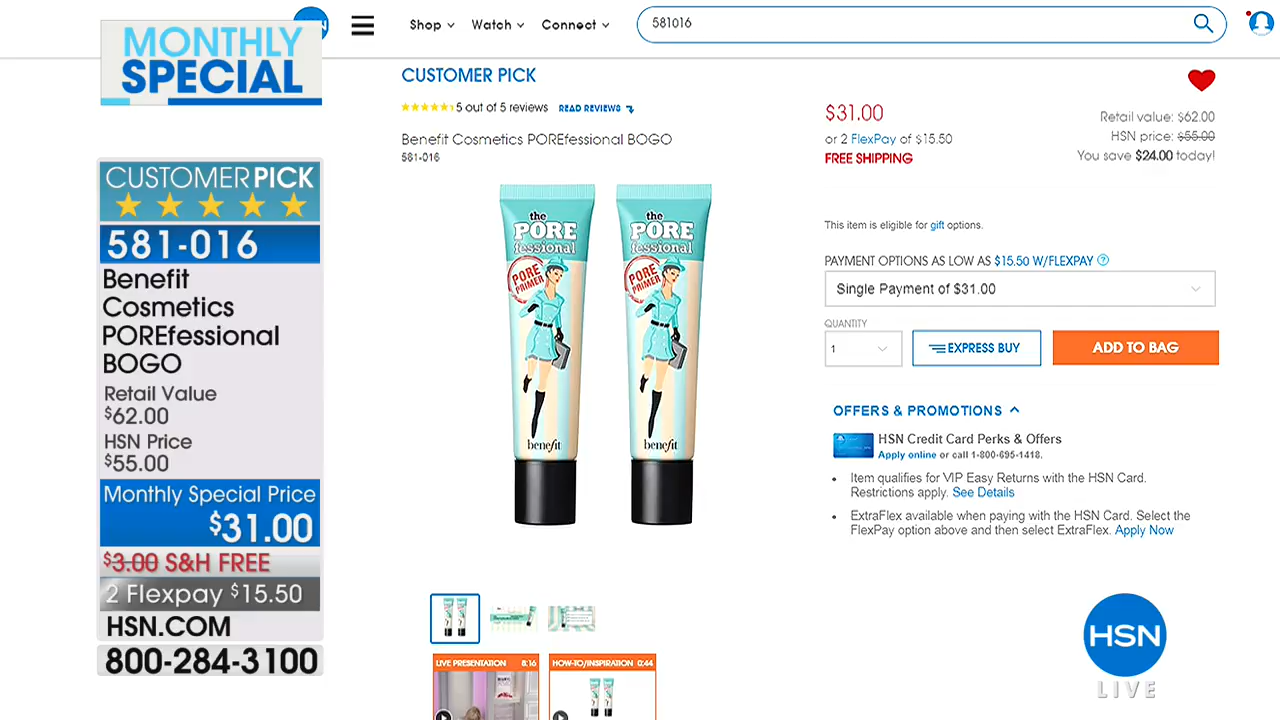 MONTHLY
SPECIAL
Shop
Watch
Connect
581016
CUSTOMER PICK
581-016
Benefit
Cosmetics
POREfessional
BOGO
Retail Value
$62.00
HSN Price
$55.00
Monthly Special Price
$31.00
$3.00 S&H FREE
2 Flexpay $15.50
HSN.COM
800-284-3100
CUSTOMER PICK
5 out of 5 reviews READ REVIEWS
Benefit Cosmetics POREfessional BOGO
581-016
the
PORE
fessional
PORE
PRIMER
benefit
the
PORE
fessional
PORE
PRIMER
benefit
LIVE PRESENTATION 8:16
HOW-TO/INSPIRATION 0:44
$31.00
or 2 FlexPay of $15.50
FREE SHIPPING
Retail value: $62.00
HSN price: $55.00
You save $24.00 today!
This item is eligible for gift options.
PAYMENT OPTIONS AS LOW AS $15.50 W/FLEXPAY ?
Single Payment of $31.00
QUANTITY
1
EXPRESS BUY
ADD TO BAG
OFFERS & PROMOTIONS
HSN Credit Card Perks & Offers
Apply online or call 1-800-695-1418.
• Item qualifies for VIP Easy Returns with the HSN Card.
Restrictions apply. See Details
• ExtraFlex available when paying with the HSN Card. Select the
FlexPay option above and then select ExtraFlex. Apply Now
HSN
LIVE